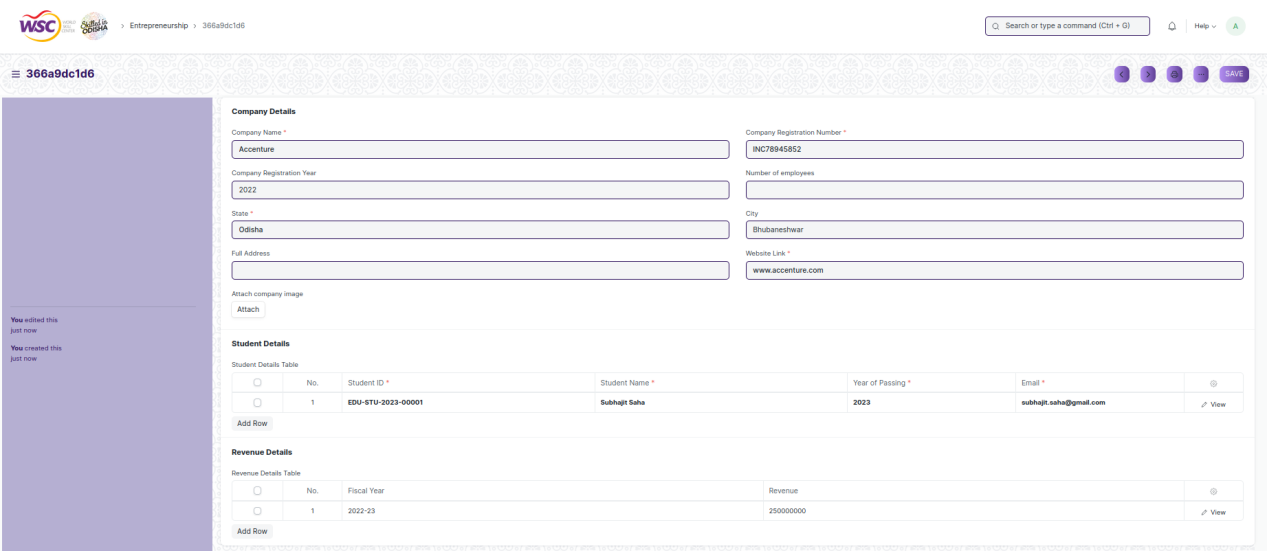 WSC WORLD SKILL CENTER Skilled in ODISHA > Entrepreneurship > 366a9dc1d6
Search or type a command (Ctrl + G) Help A
366a9dc1d6 SAVE
You edited this
just now
You created this
just now
Company Details
Company Name * Company Registration Number *
Accenture INC78945852
Company Registration Year Number of employees
2022
State * City
Odisha Bhubaneshwar
Full Address Website Link *
www.accenture.com
Attach company image
Attach
Student Details
Student Details Table
No. Student ID * Student Name * Year of Passing * Email *
1 EDU-STU-2023-00001 Subhajit Saha 2023 subhajit.saha@gmail.com View
Add Row
Revenue Details
Revenue Details Table
No. Fiscal Year Revenue
1 2022-23 250000000 View
Add Row